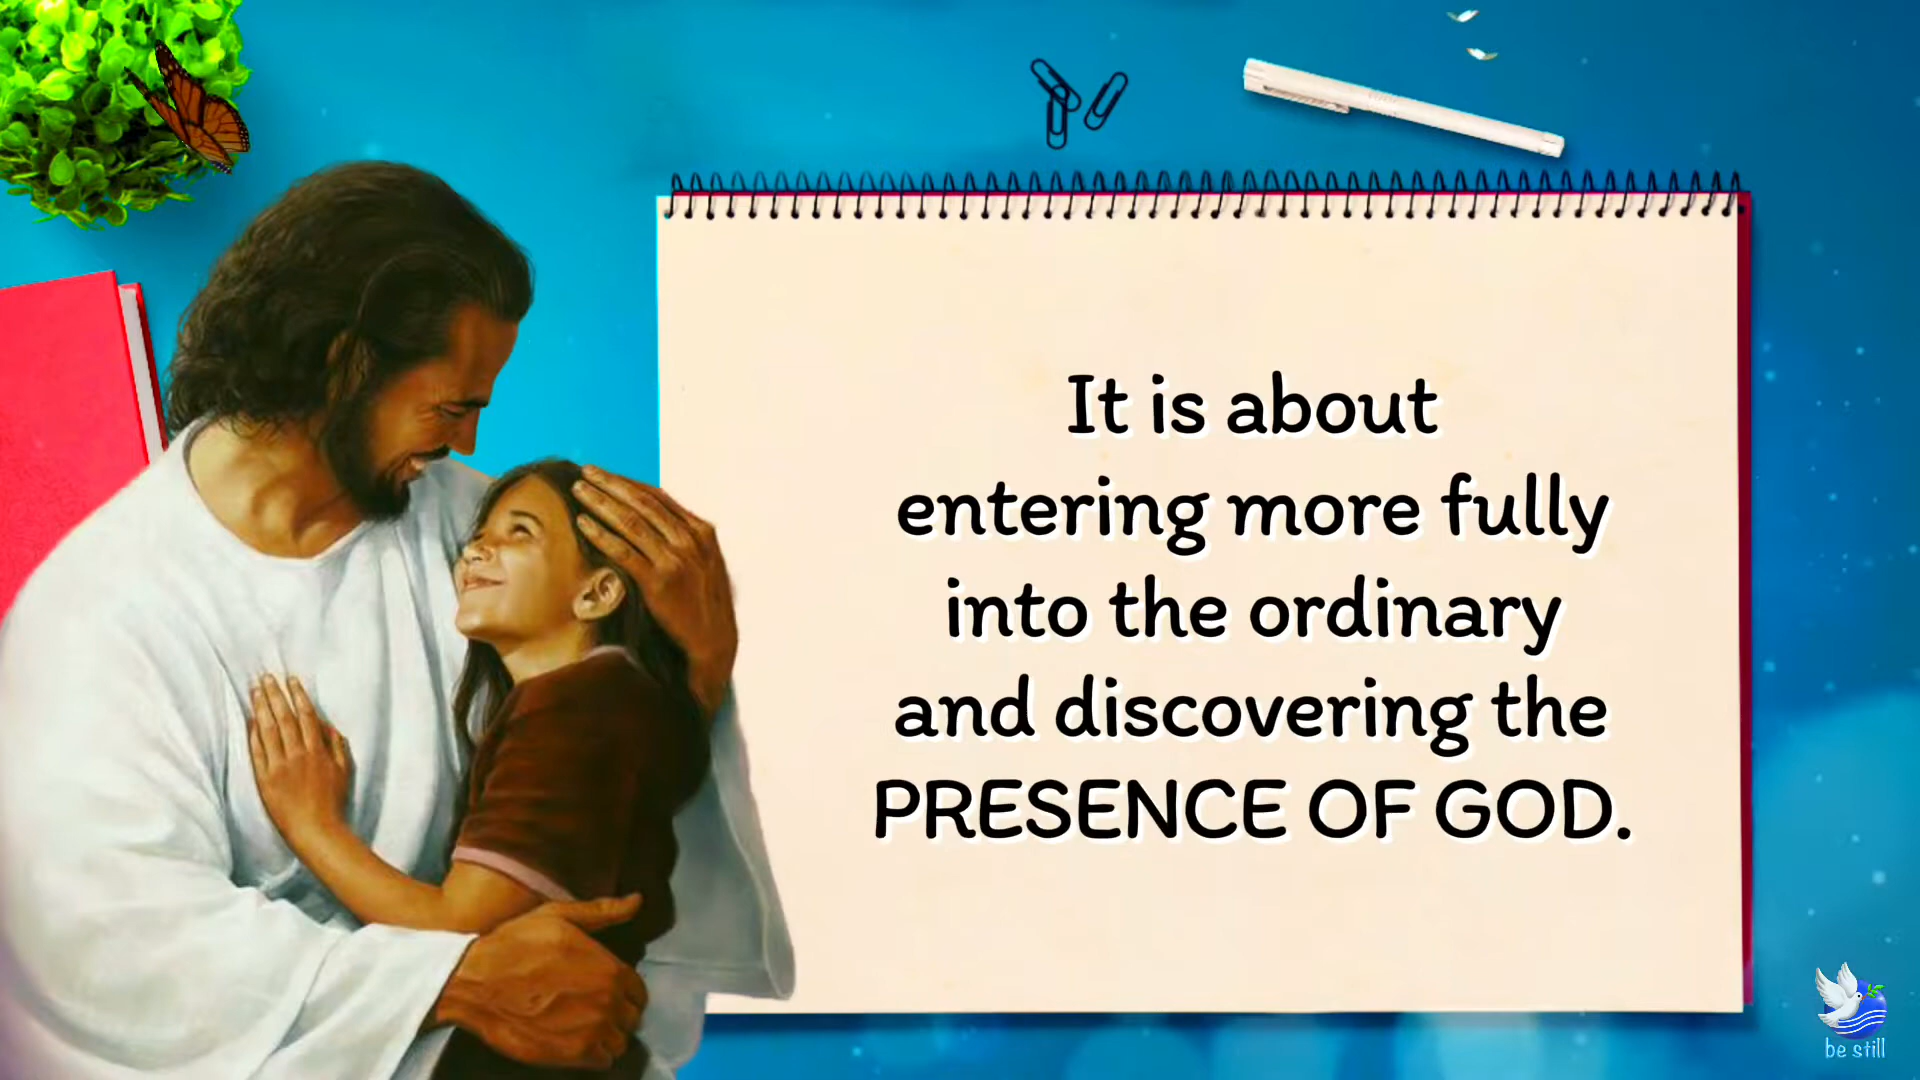 It is about
entering more fully
into the ordinary
and discovering the
PRESENCE OF GOD.
be still